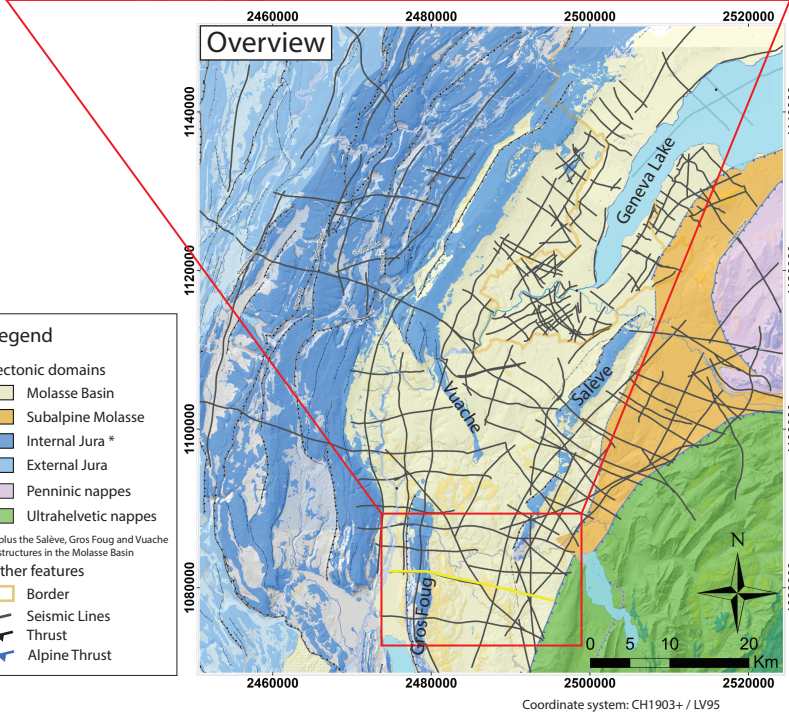 2460000 2480000 2500000 2520000
Overview
1140000
Geneva Lake
1120000
egend
ectonic domains
Molasse Basin
Subalpine Molasse
Internal Jura *
External Jura
Penninic nappes
Ultrahelvetic nappes
plus the Salève, Gros Foug and Vuache
structures in the Molasse Basin
ther features
Border
Seismic Lines
Thrust
Alpine Thrust
Vuache
Salève
1100000
N
1080000
Gros Foug
0 5 10 20
Km
2460000 2480000 2500000 2520000
Coordinate system: CH1903+ / LV95